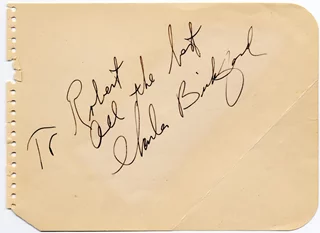 To Robert
all the best
Charles Bickford